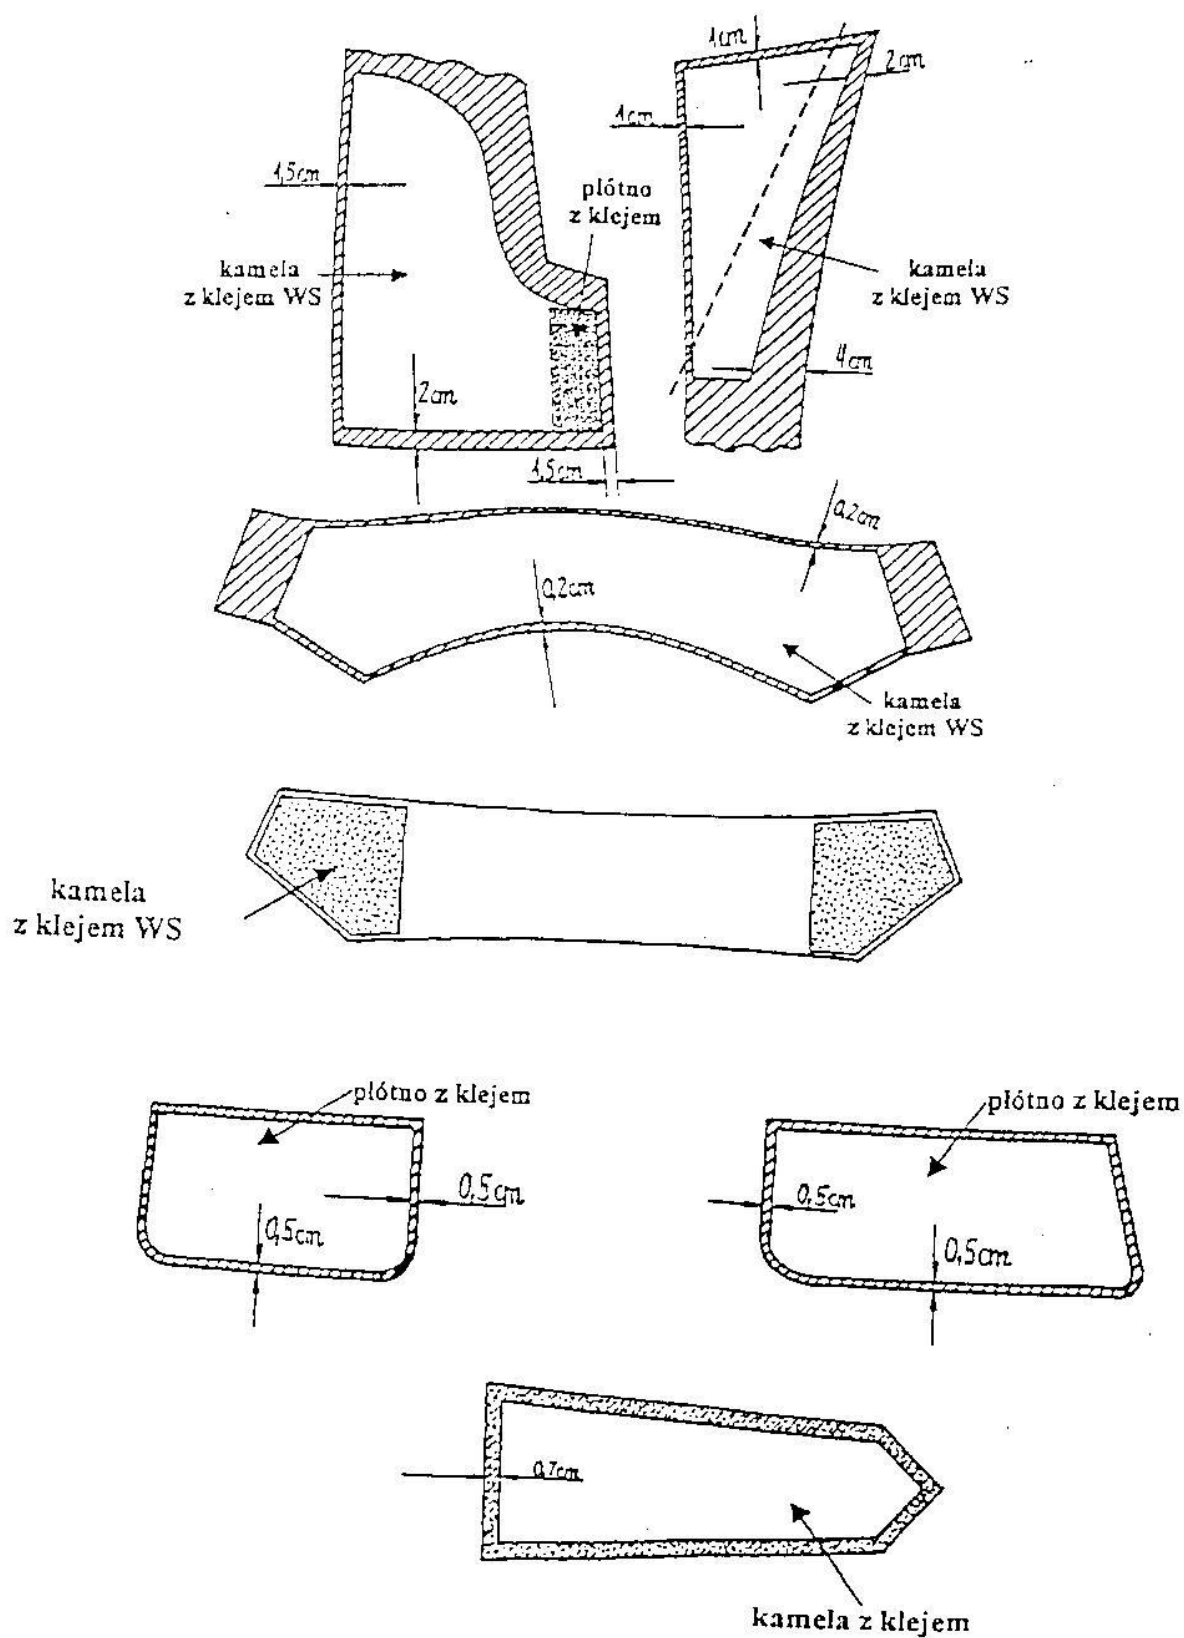 1cm
2cm
1cm
1,5cm
płótno
z klejem
kamela
z klejem WS
kamela
z klejem WS
4cm
2cm
1,5cm
0,2cm
0,2cm
kamela
z klejem WS
kamela
z klejem WS
płótno z klejem
płótno z klejem
0,5cm
0,5cm
0,5cm
0,5cm
0,7cm
kamela z klejem